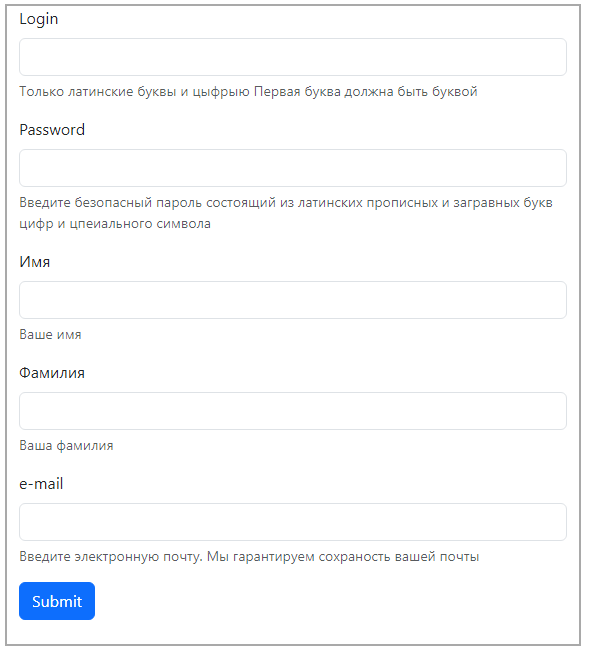 Login
Только латинские буквы и цыфрыю Первая буква должна быть буквой
Password
Введите безопасный пароль состоящий из латинских прописных и загравных букв
цифр и цпеиального символа
Имя
Ваше имя
Фамилия
Ваша фамилия
e-mail
Введите электронную почту. Мы гарантируем сохраность вашей почты
Submit